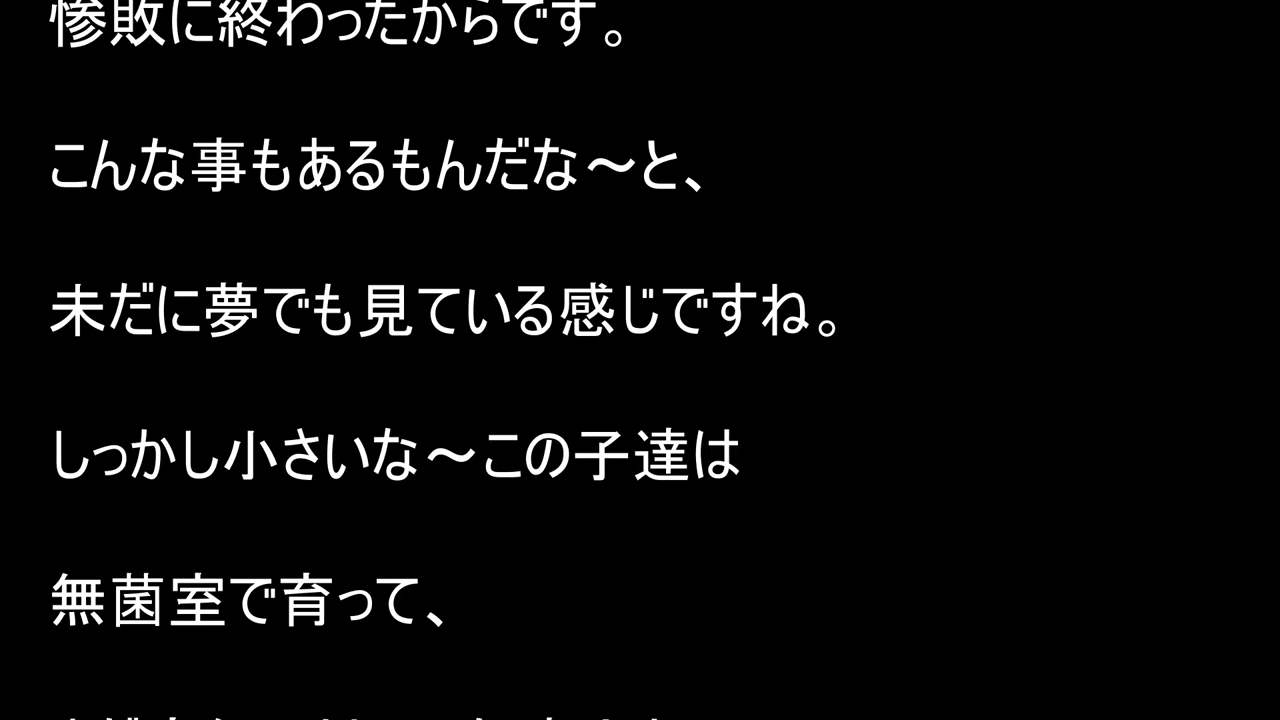 惨敗に終わったからです。
こんな事もあるもんだな～と、
未だに夢でも見ている感じですね。
しっかし小さいな～この子達は
無菌室で育って、